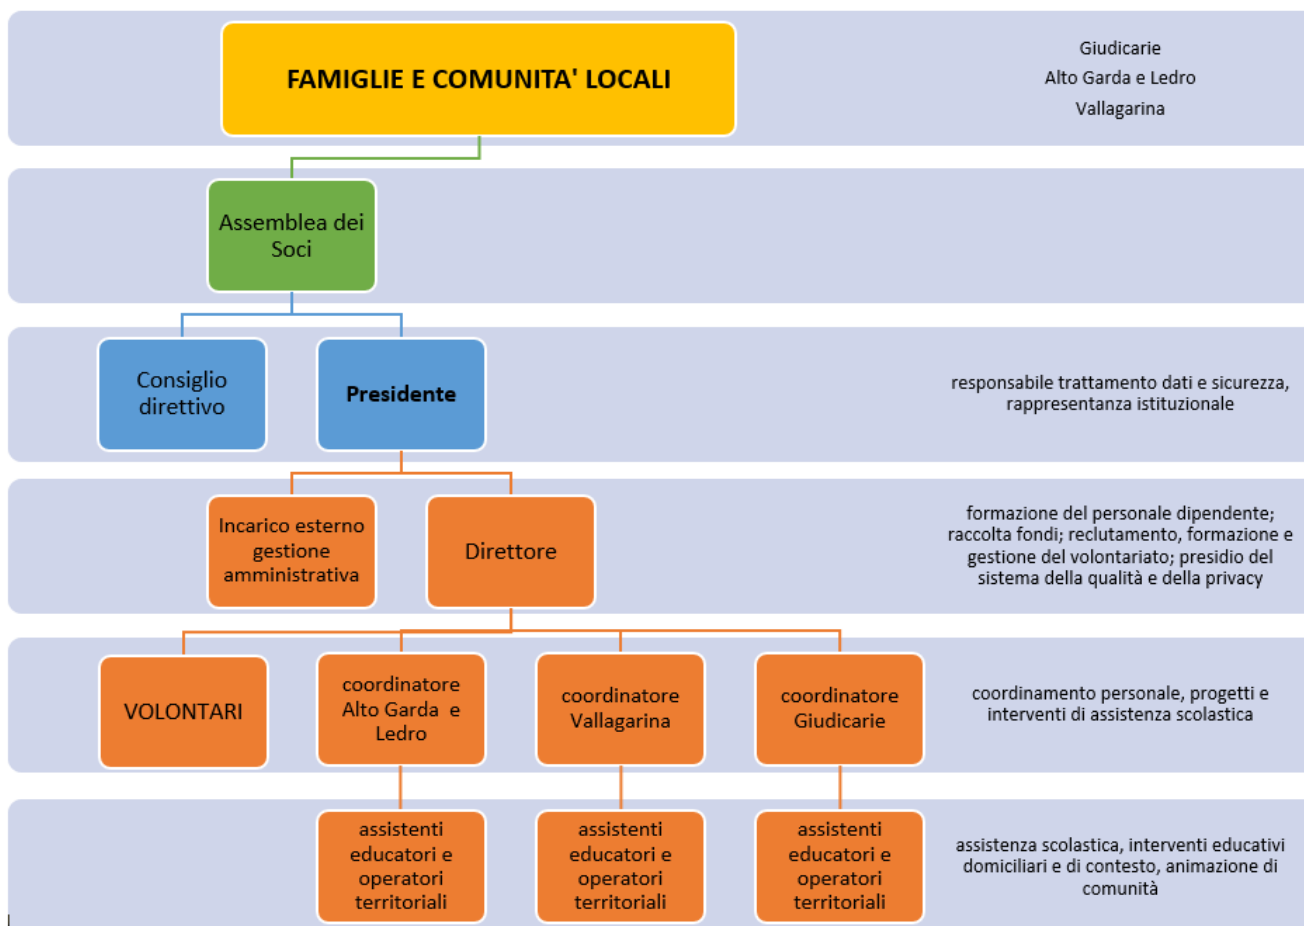 FAMIGLIE E COMUNITA' LOCALI
Giudicarie
Alto Garda e Ledro
Vallagarina
Assemblea dei
Soci
Consiglio
direttivo
Presidente
responsabile trattamento dati e sicurezza,
rappresentanza istituzionale
Incarico esterno
gestione
amministrativa
Direttore
formazione del personale dipendente;
raccolta fondi; reclutamento, formazione e
gestione del volontariato; presidio del
sistema della qualità e della privacy
VOLONTARI
coordinatore
Alto Garda e
Ledro
coordinatore
Vallagarina
coordinatore
Giudicarie
coordinamento personale, progetti e
interventi di assistenza scolastica
assistenti
educatori e
operatori
territoriali
assistenti
educatori e
operatori
territoriali
assistenti
educatori e
operatori
territoriali
assistenza scolastica, interventi educativi
domiciliari e di contesto, animazione di
comunità